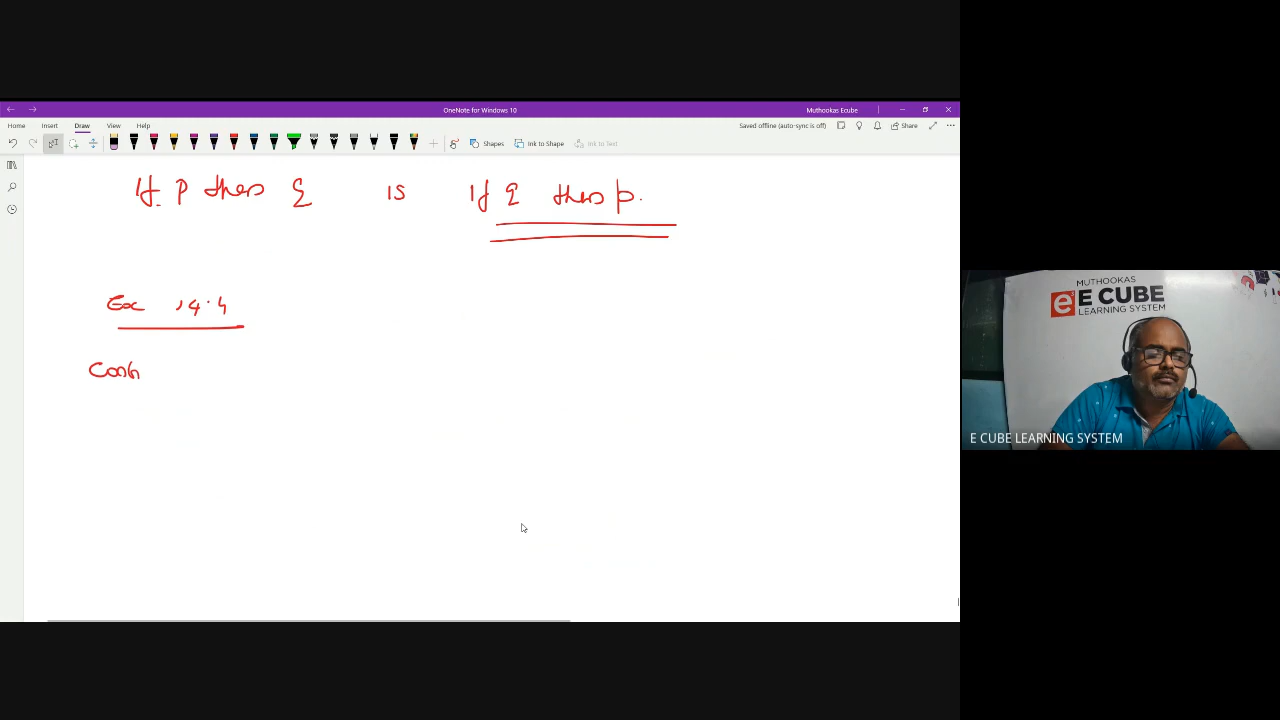 OneNote for Windows 10
Muthookas Ecube
Home Insert Draw View Help
Saved offline (auto-sync is off)
Share
Shapes
Ink to Shape
Ink to Text
If p then q is If q then p.
Ex 14.4
MUTHOOKAS
E CUBE
LEARNING SYSTEM
E CUBE LEARNING SYSTEM